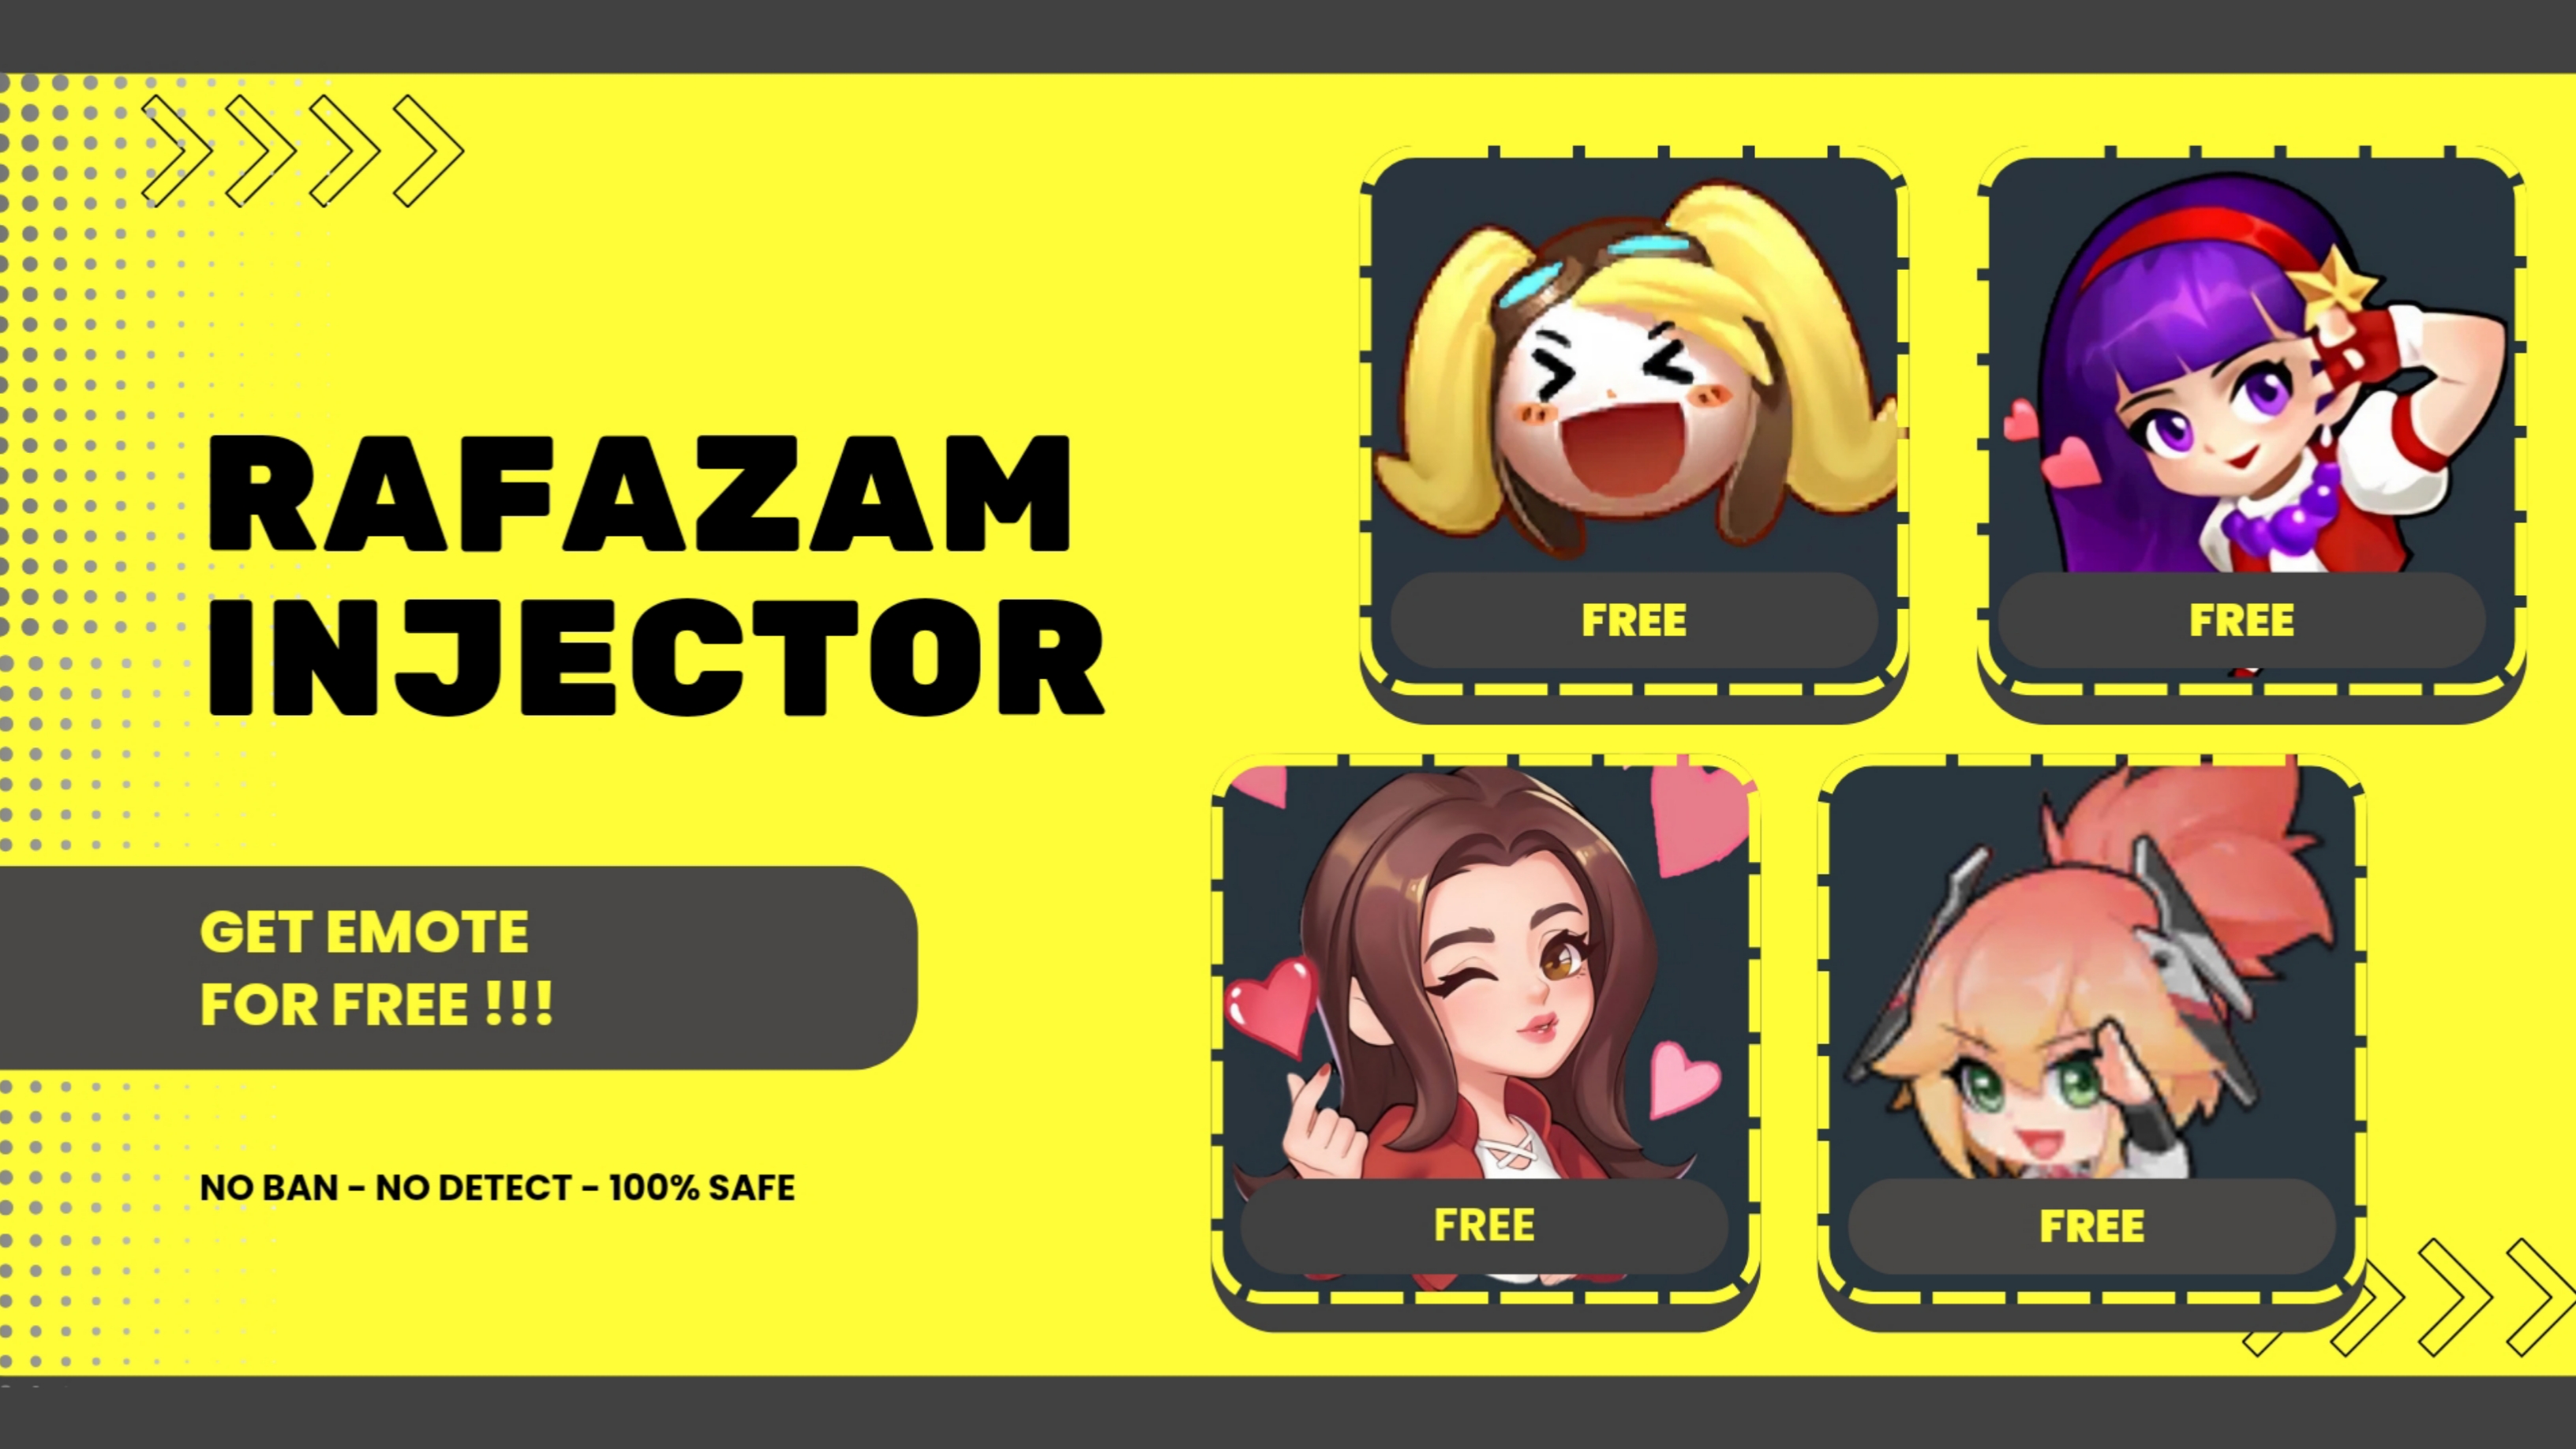 RAFAZAM
INJECTOR
GET EMOTE
FOR FREE !!!
NO BAN - NO DETECT - 100% SAFE
FREE
FREE
FREE
FREE